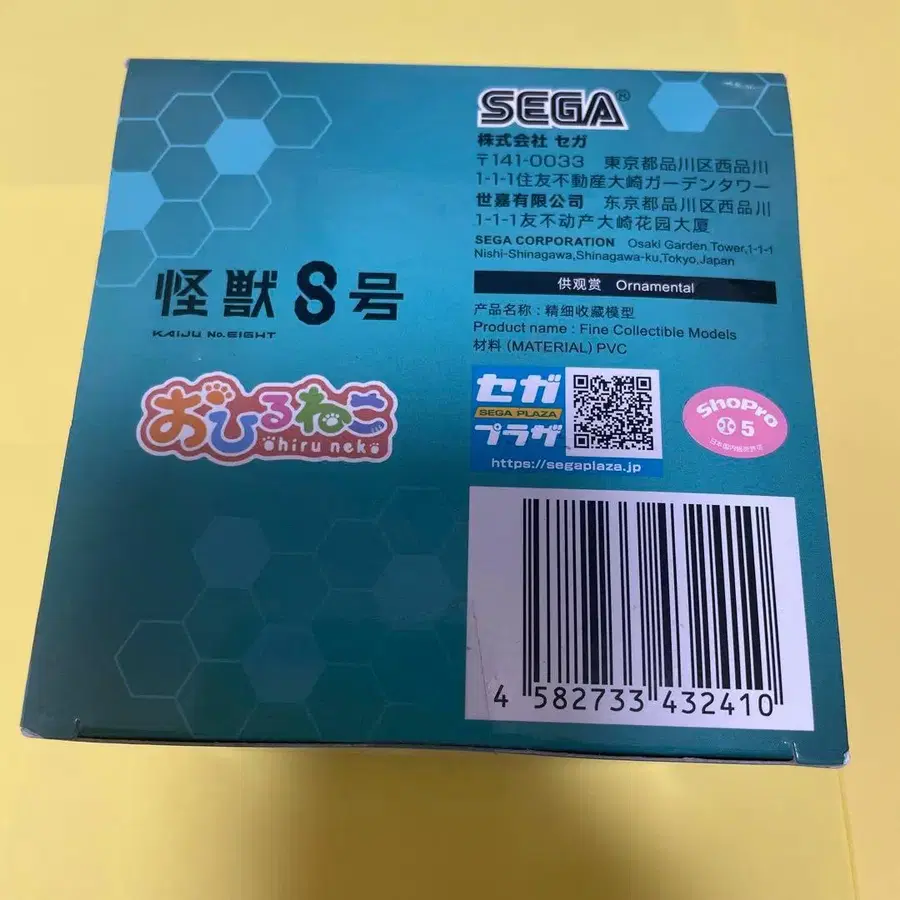 SEGA®
株式会社 セガ
〒141-0033 東京都品川区西品川
1-1-1住友不動産大崎ガーデンタワー
世嘉有限公司 东京都品川区西品川
1-1-1友不动产大崎花园大厦
SEGA CORPORATION Osaki Garden.Tower,1-1-1
Nishi-Shinagawa,Shinagawa-ku,Tokyo,Japan
供观赏 Ornamental
产品名称：精细收藏模型
Product name : Fine Collectible Models
材料 (MATERIAL) PVC
怪獣8号
KAIJU No.EIGHT
おひるねこ
Ohiru neko
セガ
SEGA PLAZA
プラザ
https://segaplaza.jp
ShoPro
5
4 582733 432410